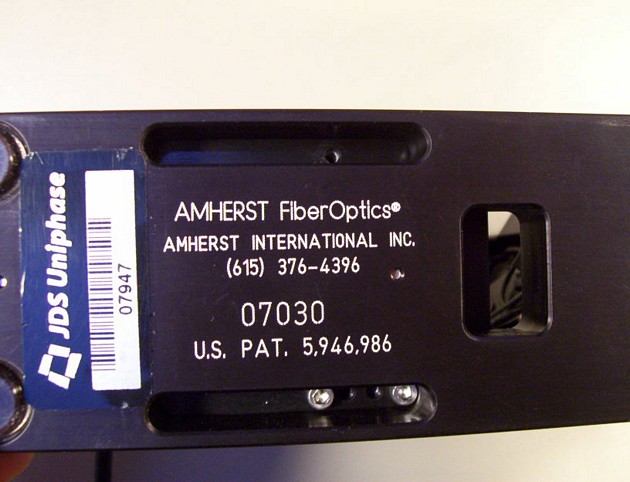 JDS Uniphase
07947
AMHERST FiberOptics®
AMHERST INTERNATIONAL INC.
(615) 376-4396
07030
U.S. PAT. 5,946,986